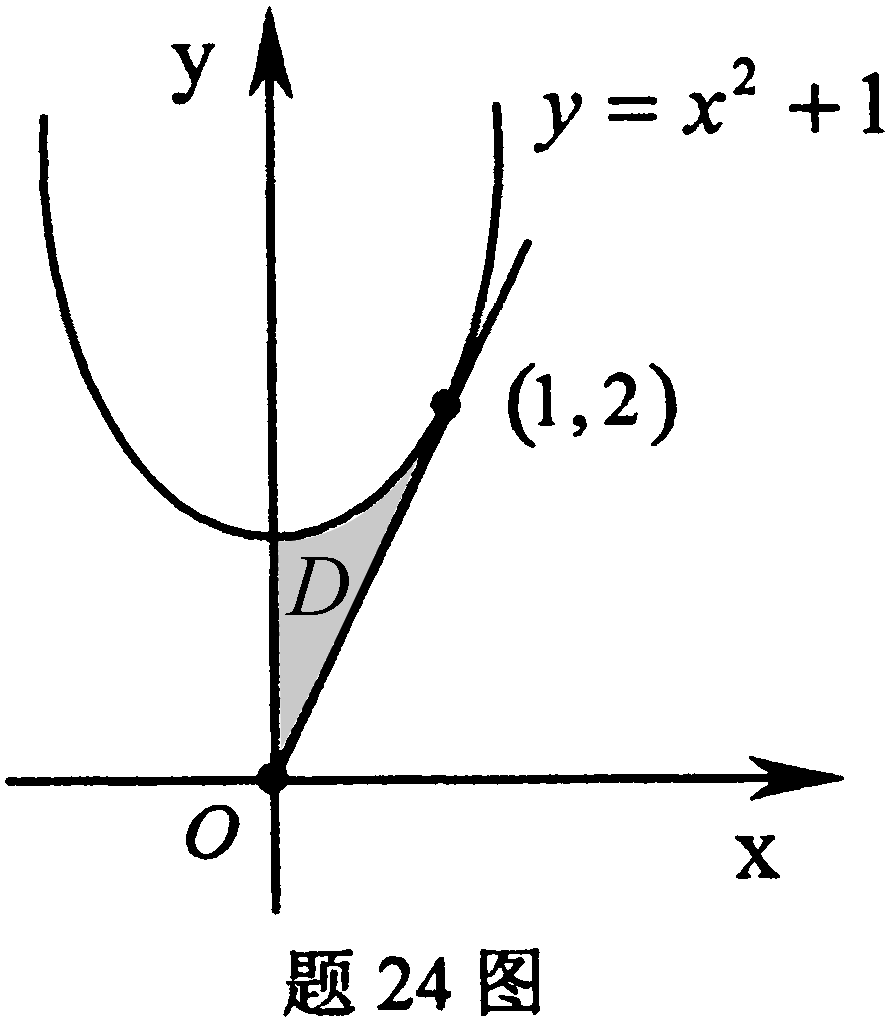 y
y = x² + 1
(1, 2)
D
O
x
题 24 图